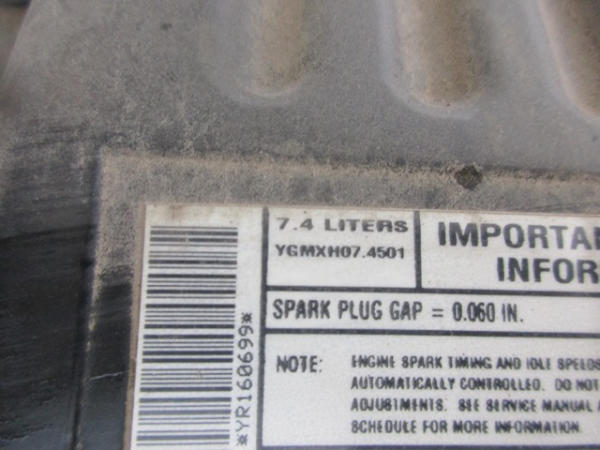 7.4 LITERS
YGMXH07.4501
IMPORTA
INFOR
SPARK PLUG GAP = 0.060 IN.
NOTE: ENGINE SPARK TIMING AND IDLE SPEEDS
AUTOMATICALLY CONTROLLED. DO NOT
ADJUSTMENTS. SEE SERVICE MANUAL
SCHEDULE FOR MORE INFORMATION.
*YR160699*